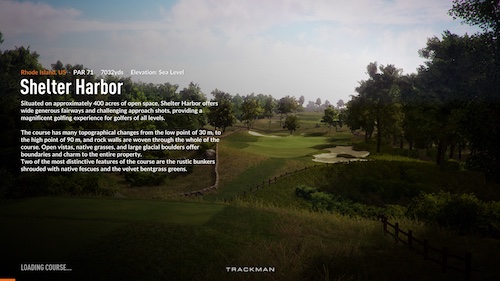 Rhode Island, US - PAR 71 7032yds Elevation: Sea Level
Shelter Harbor
Situated on approximately 400 acres of open space, Shelter Harbor offers
wide generous fairways and challenging approach shots, providing a
magnificent golfing experience for golfers of all levels.
The course has many topographical changes from the low point of 30 m, to
the high point of 90 m, and rock walls are woven through the whole of the
course. Open vistas, native grasses, and large glacial boulders offer
boundaries and charm to the entire property.
Two of the most distinctive features of the course are the rustic bunkers
shrouded with native fescues and the velvet bentgrass greens.
LOADING COURSE...
TRACKMAN